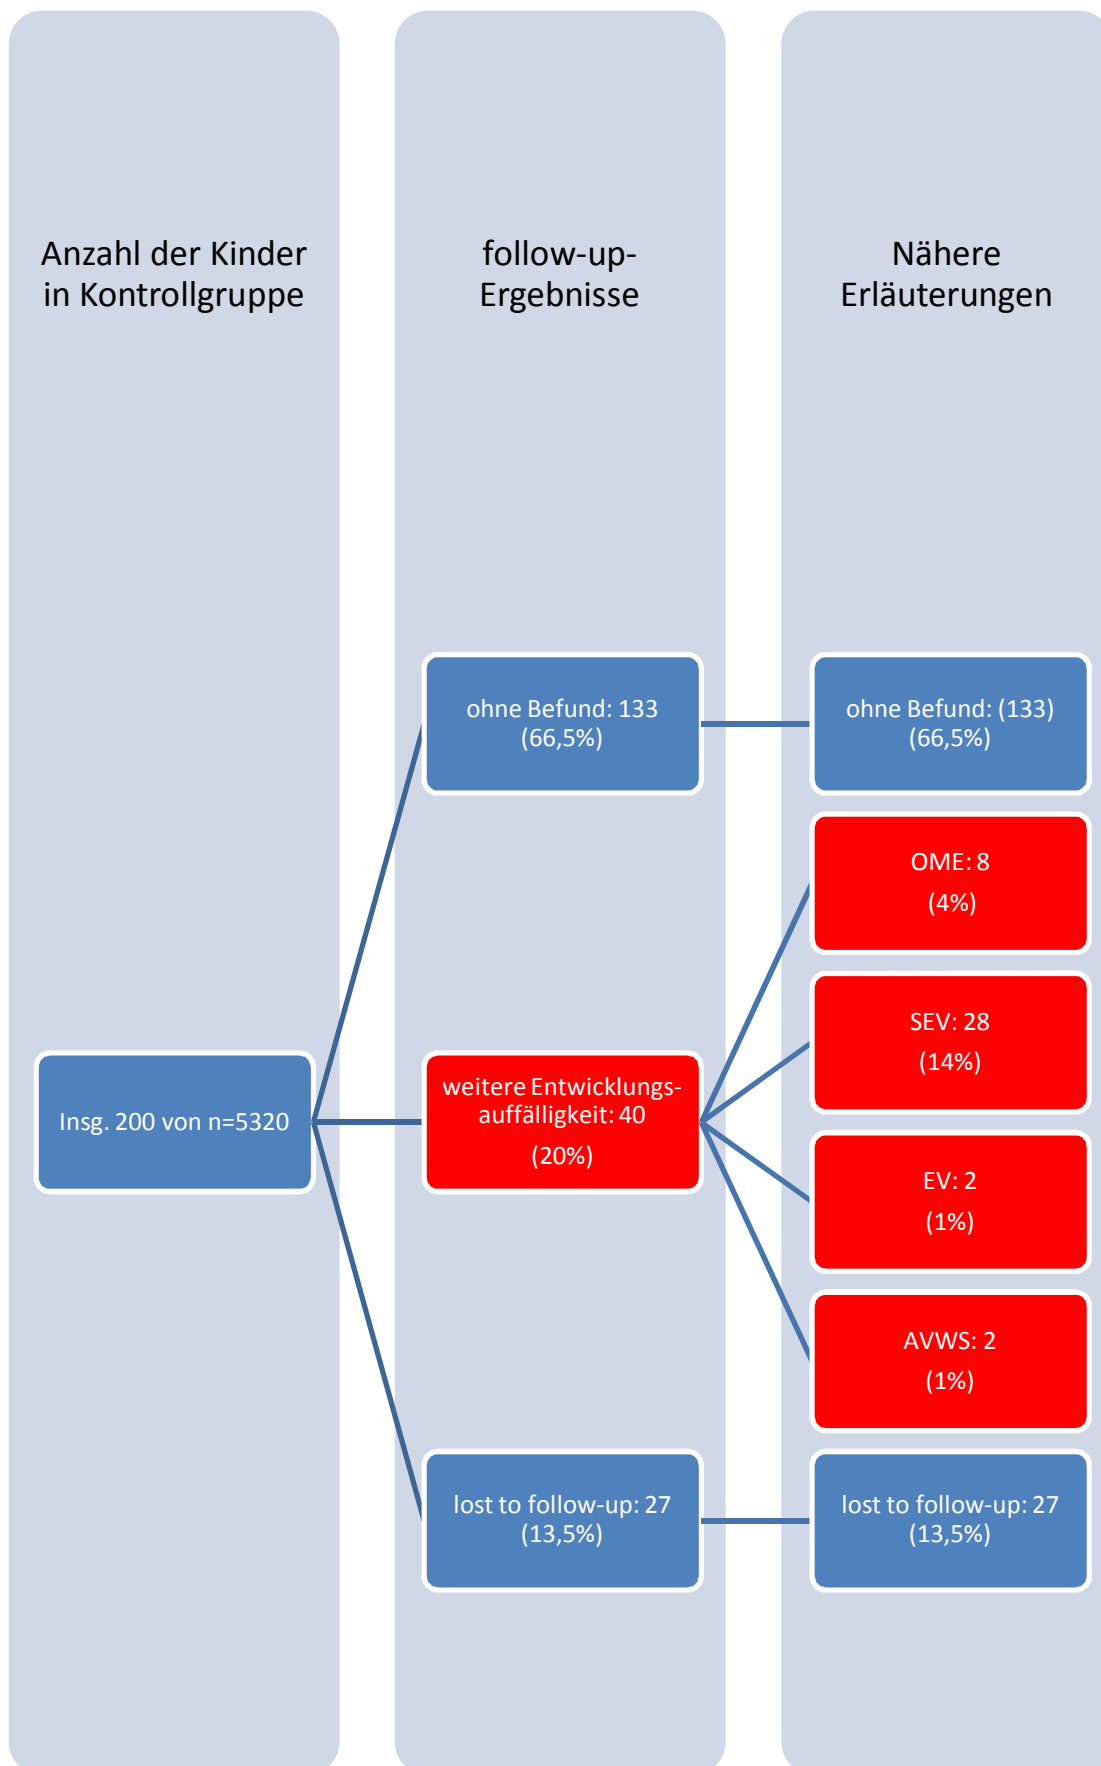 Anzahl der Kinder
in Kontrollgruppe
follow-up-
Ergebnisse
Nähere
Erläuterungen
Insg. 200 von n=5320
ohne Befund: 133
(66,5%)
weitere Entwicklungs-
auffälligkeit: 40
(20%)
lost to follow-up: 27
(13,5%)
ohne Befund: (133)
(66,5%)
OME: 8
(4%)
SEV: 28
(14%)
EV: 2
(1%)
AVWS: 2
(1%)
lost to follow-up: 27
(13,5%)